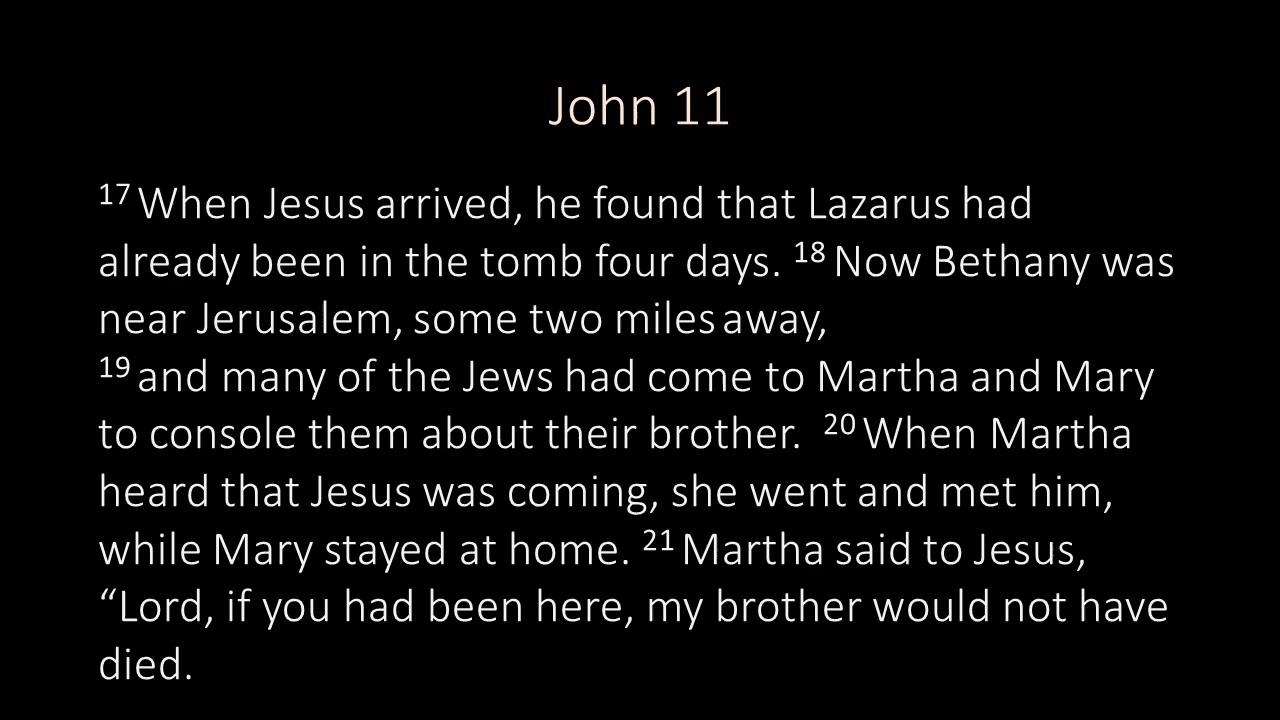 John 11
17 When Jesus arrived, he found that Lazarus had
already been in the tomb four days. 18 Now Bethany was
near Jerusalem, some two miles away,
19 and many of the Jews had come to Martha and Mary
to console them about their brother. 20 When Martha
heard that Jesus was coming, she went and met him,
while Mary stayed at home. 21 Martha said to Jesus,
“Lord, if you had been here, my brother would not have
died.